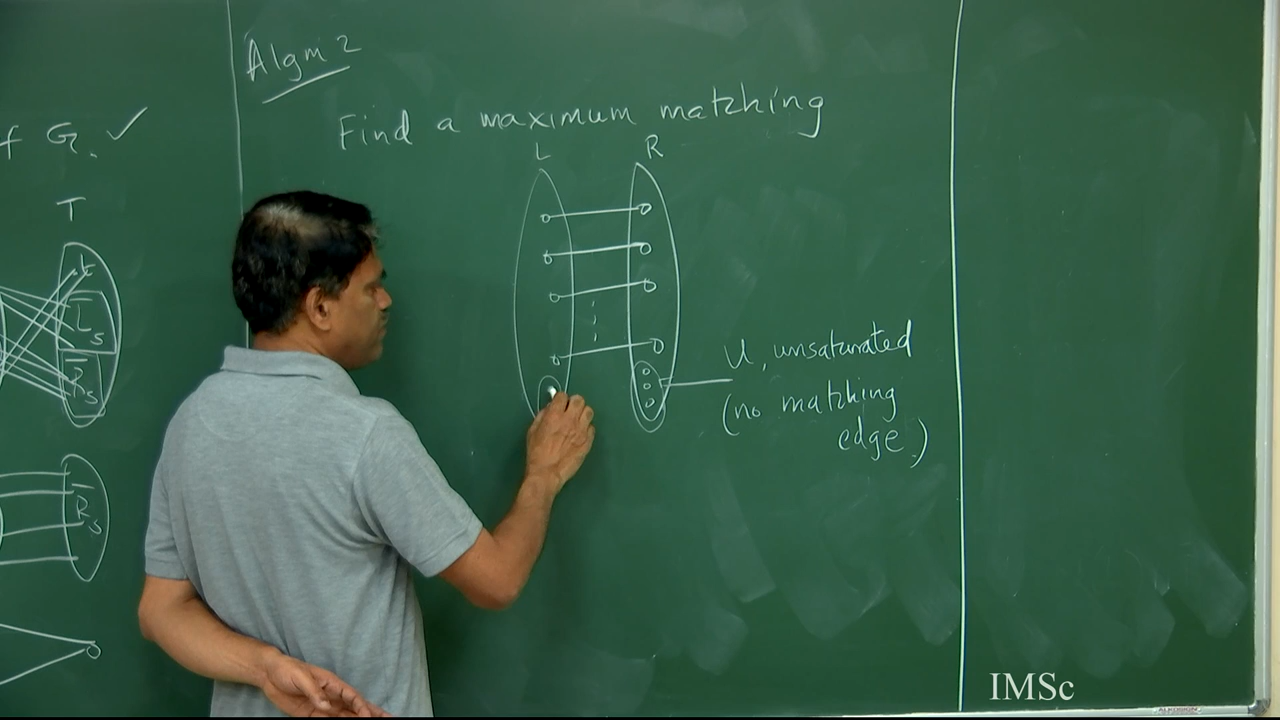 f G. ✓
T
t
L̄s
R̄s
R̄s
Algm 2
Find a maximum matching
L R
U, unsaturated
(no matching
edge.)
IMSc